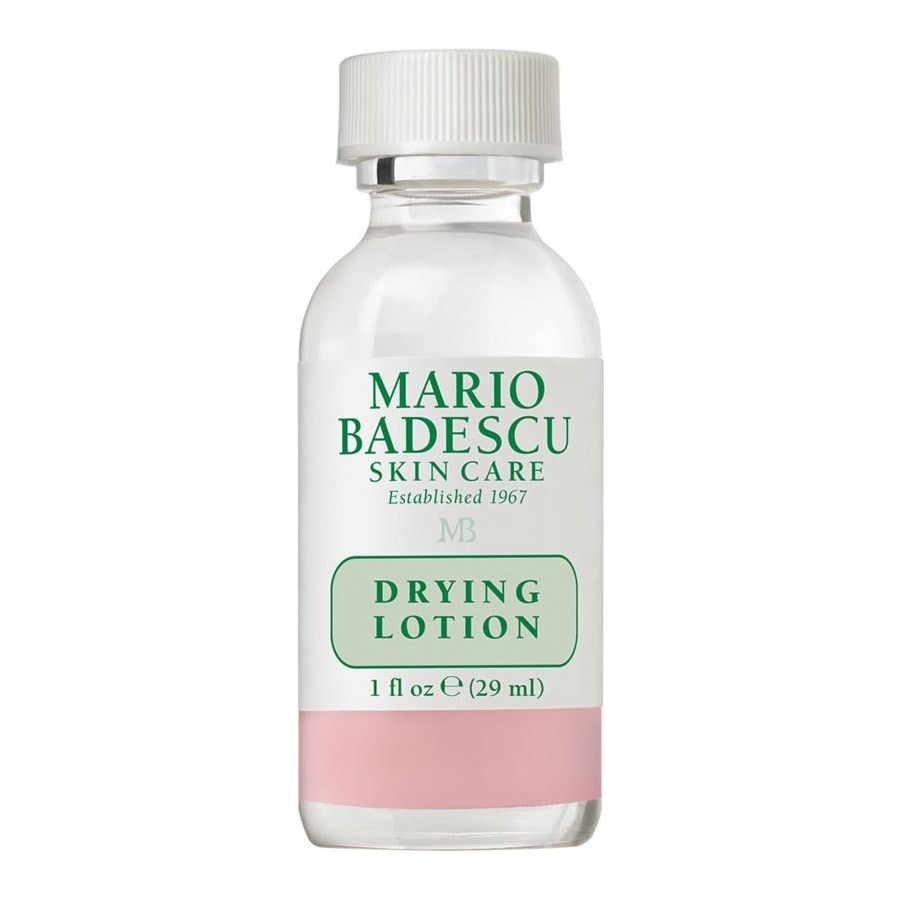 MARIO
BADESCU
SKIN CARE
Established 1967
MB
DRYING
LOTION
1 fl oz ℮ (29 ml)